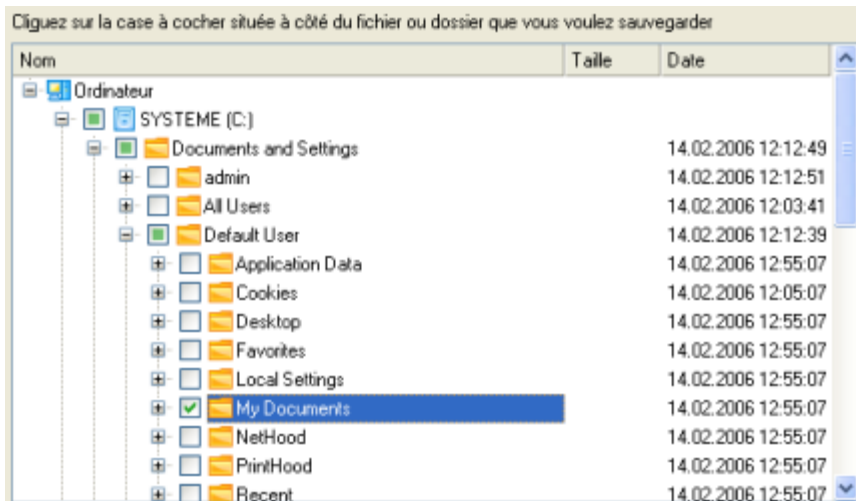 Cliquez sur la case à cocher située à côté du fichier ou dossier que vous voulez sauvegarder
Nom Taille Date
Ordinateur
SYSTEME (C:)
Documents and Settings 14.02.2006 12:12:49
admin 14.02.2006 12:12:51
All Users 14.02.2006 12:03:41
Default User 14.02.2006 12:12:39
Application Data 14.02.2006 12:55:07
Cookies 14.02.2006 12:05:07
Desktop 14.02.2006 12:55:07
Favorites 14.02.2006 12:55:07
Local Settings 14.02.2006 12:55:07
My Documents 14.02.2006 12:55:07
NetHood 14.02.2006 12:55:07
PrintHood 14.02.2006 12:55:07
Recent 14.02.2006 12:55:07